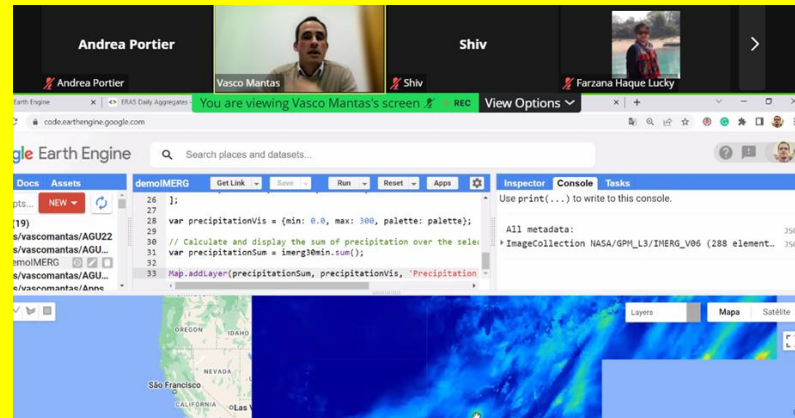 Andrea Portier
Shiv
Andrea Portier
Vasco Mantas
Shiv
Farzana Haque Lucky
Earth Engine
ERA5 Daily Aggregates
You are viewing Vasco Mantas's screen
REC
View Options
code.earthengine.google.com
gle Earth Engine
Search places and datasets...
Docs Assets
demoIMERG
Get Link
Save
Run
Reset
Apps
Inspector Console Tasks
pts...
NEW
(19)
s/vascomantas/AGU22
emoIMERG
s/vascomantas/AGU...
s/vascomantas/Apps
26 ];
27
28 var precipitationVis = {min: 0.0, max: 300, palette: palette};
29
30 // Calculate and display the sum of precipitation over the selec
31 var precipitationSum = imerg30min.sum();
32
33 Map.addLayer(precipitationSum, precipitationVis, 'Precipitation
Use print(...) to write to this console.
All metadata:
JSO
ImageCollection NASA/GPM_L3/IMERG_V06 (288 element...
JSO
Layers
Mapa
Satélite
OREGON
IDAHO
NEVADA
São Francisco
CALIFÓRNIA
Las